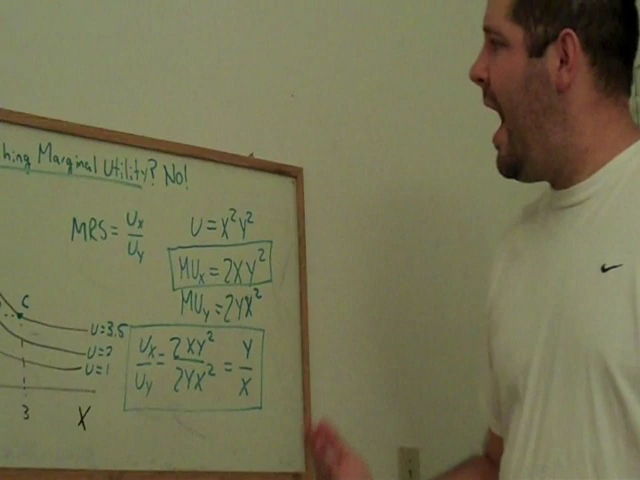 hing Marginal Utility? No!
MRS = Ux/Uy
U = X²Y²
MUx = 2XY²
MUy = 2YX²
Ux/Uy = 2XY²/2YX² = Y/X
C
U=3.5
U=2
U=1
3
X